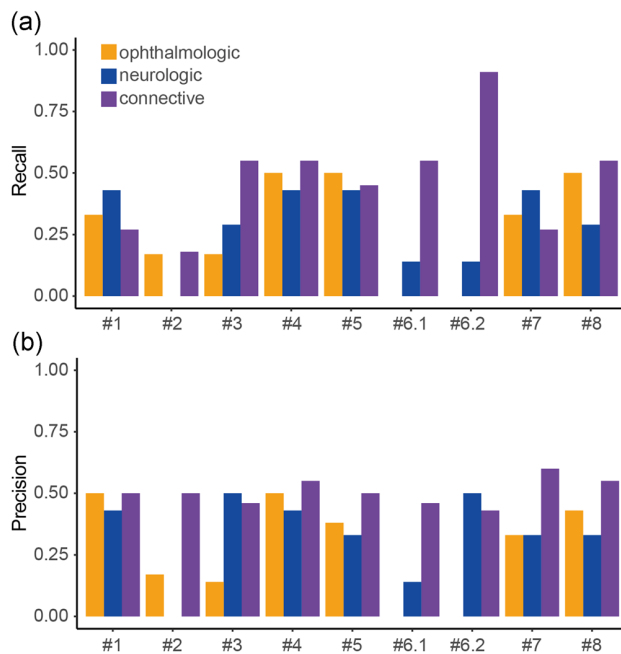 (a)
1.00
0.75
0.50
0.25
0.00
Recall
ophthalmologic
neurologic
connective
#1 #2 #3 #4 #5 #6.1 #6.2 #7 #8
(b)
1.00
0.75
0.50
0.25
0.00
Precision
#1 #2 #3 #4 #5 #6.1 #6.2 #7 #8